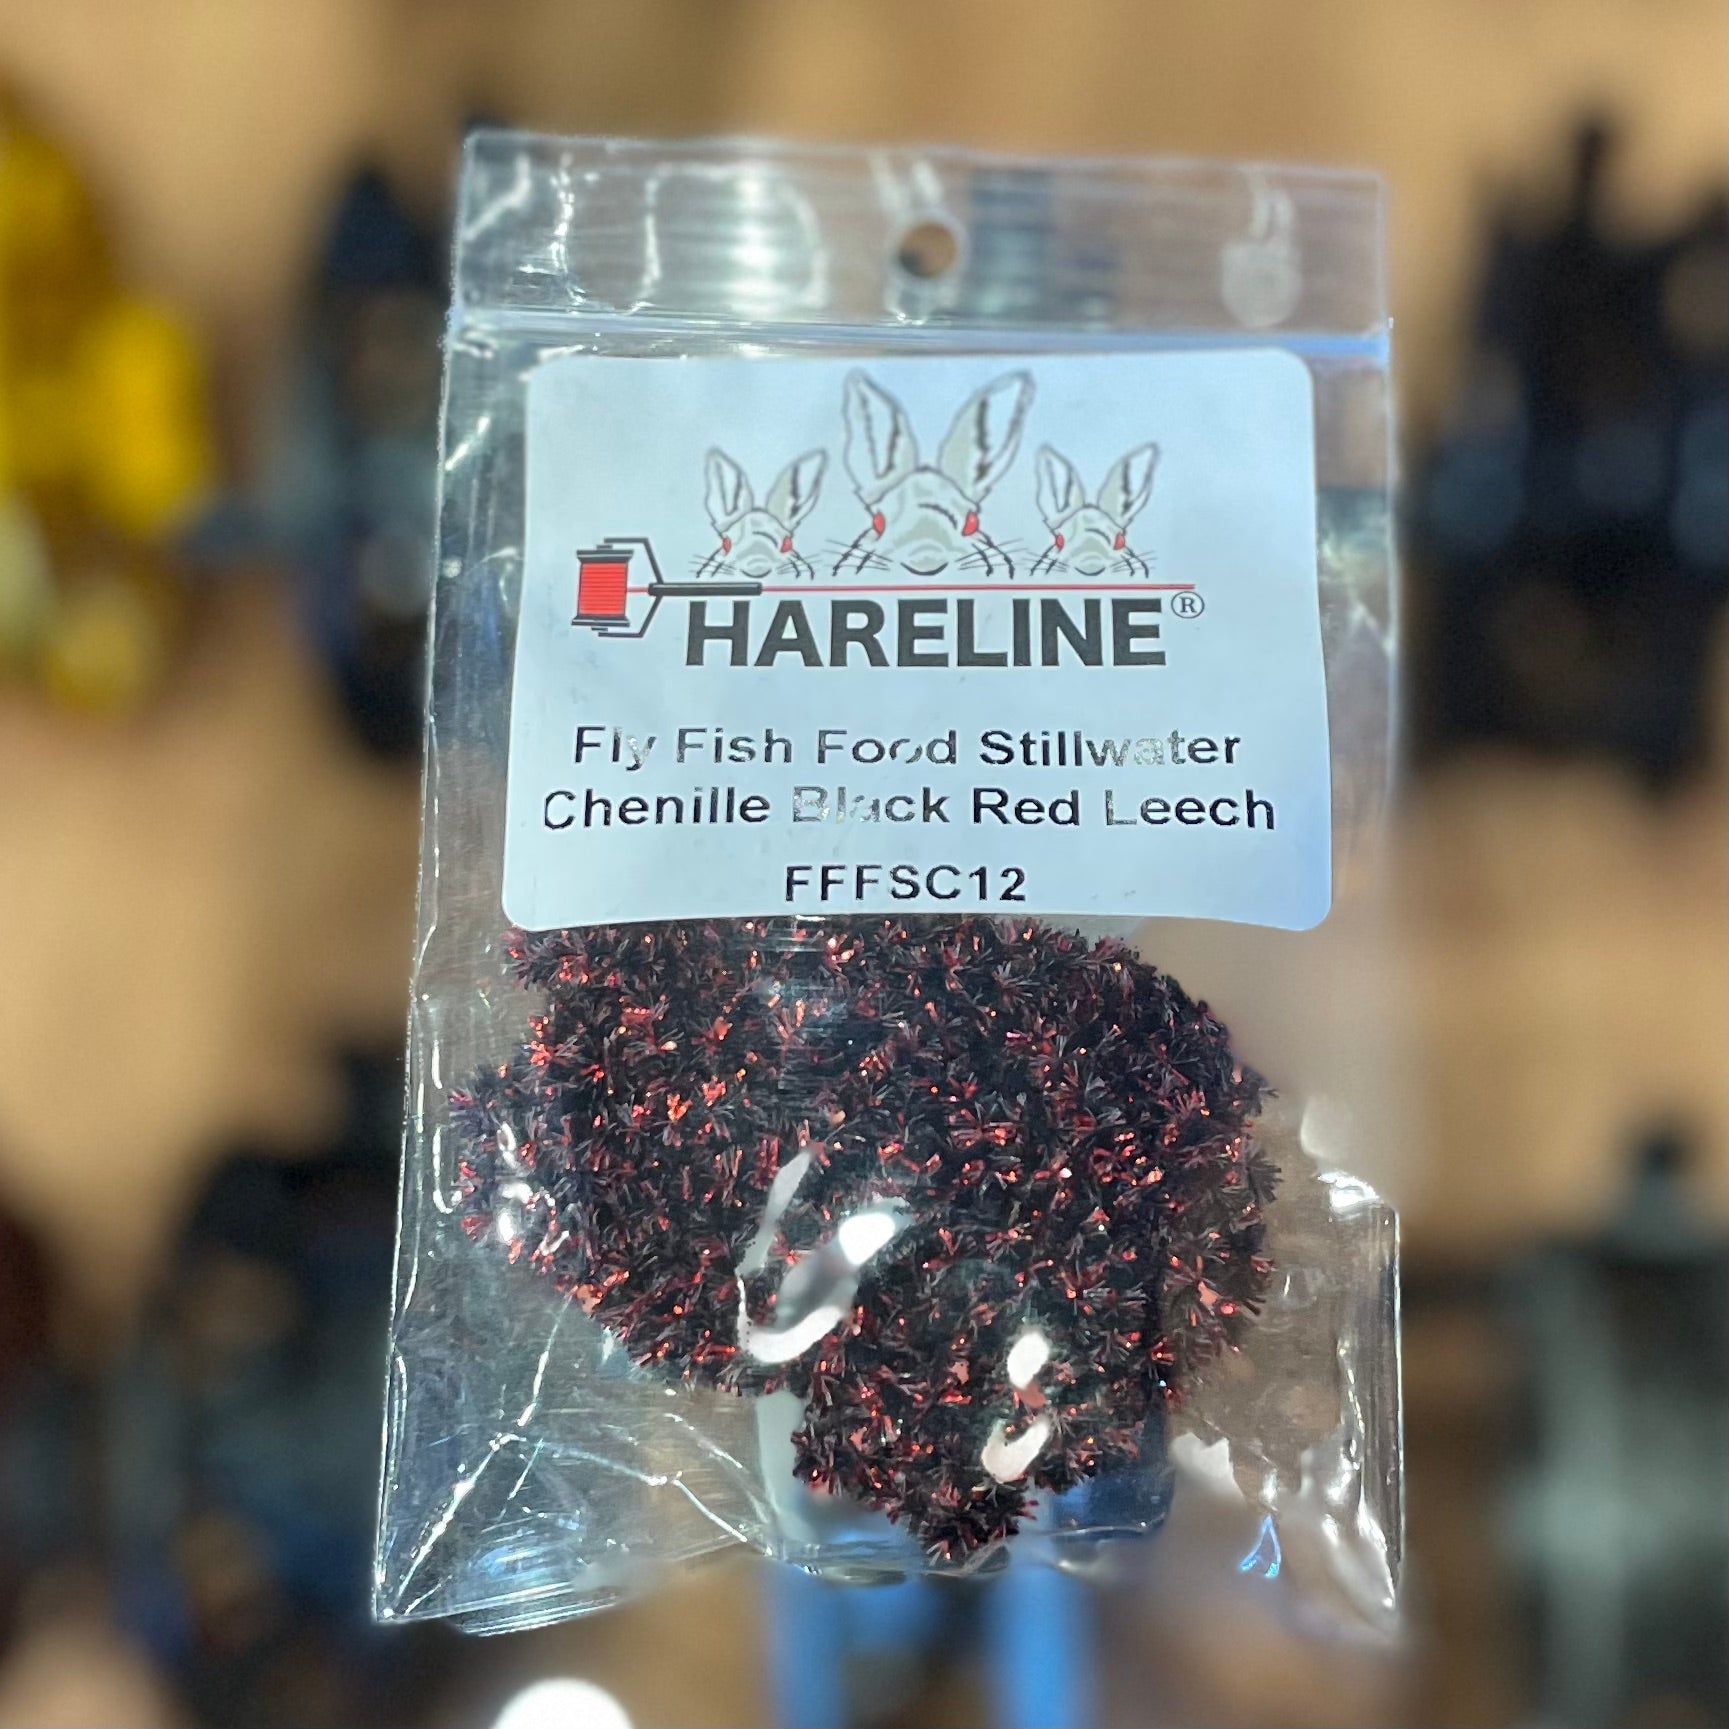 HARELINE®
Fly Fish Food Stillwater
Chenille Black Red Leech
FFFSC12